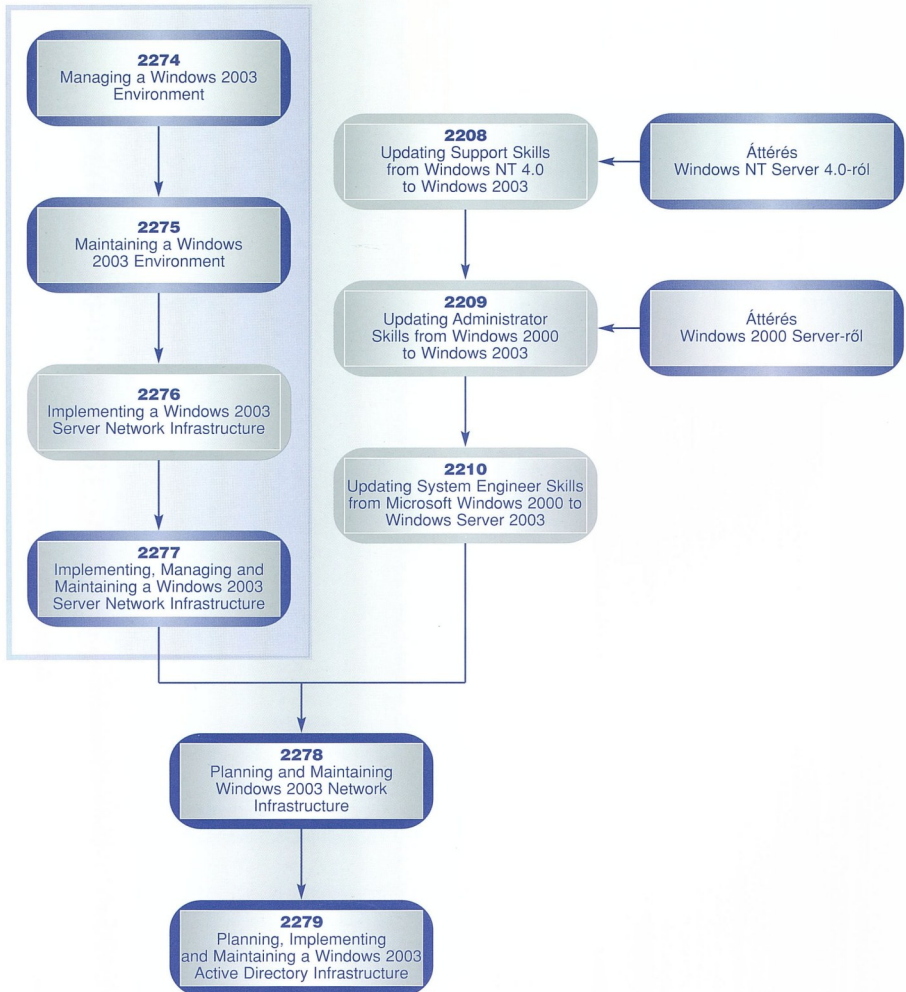 2274
Managing a Windows 2003
Environment
2275
Maintaining a Windows
2003 Environment
2276
Implementing a Windows 2003
Server Network Infrastructure
2277
Implementing, Managing and
Maintaining a Windows 2003
Server Network Infrastructure
2208
Updating Support Skills
from Windows NT 4.0
to Windows 2003
Áttérés
Windows NT Server 4.0-ról
2209
Updating Administrator
Skills from Windows 2000
to Windows 2003
Áttérés
Windows 2000 Server-ről
2210
Updating System Engineer Skills
from Microsoft Windows 2000 to
Windows Server 2003
2278
Planning and Maintaining
Windows 2003 Network
Infrastructure
2279
Planning, Implementing
and Maintaining a Windows 2003
Active Directory Infrastructure